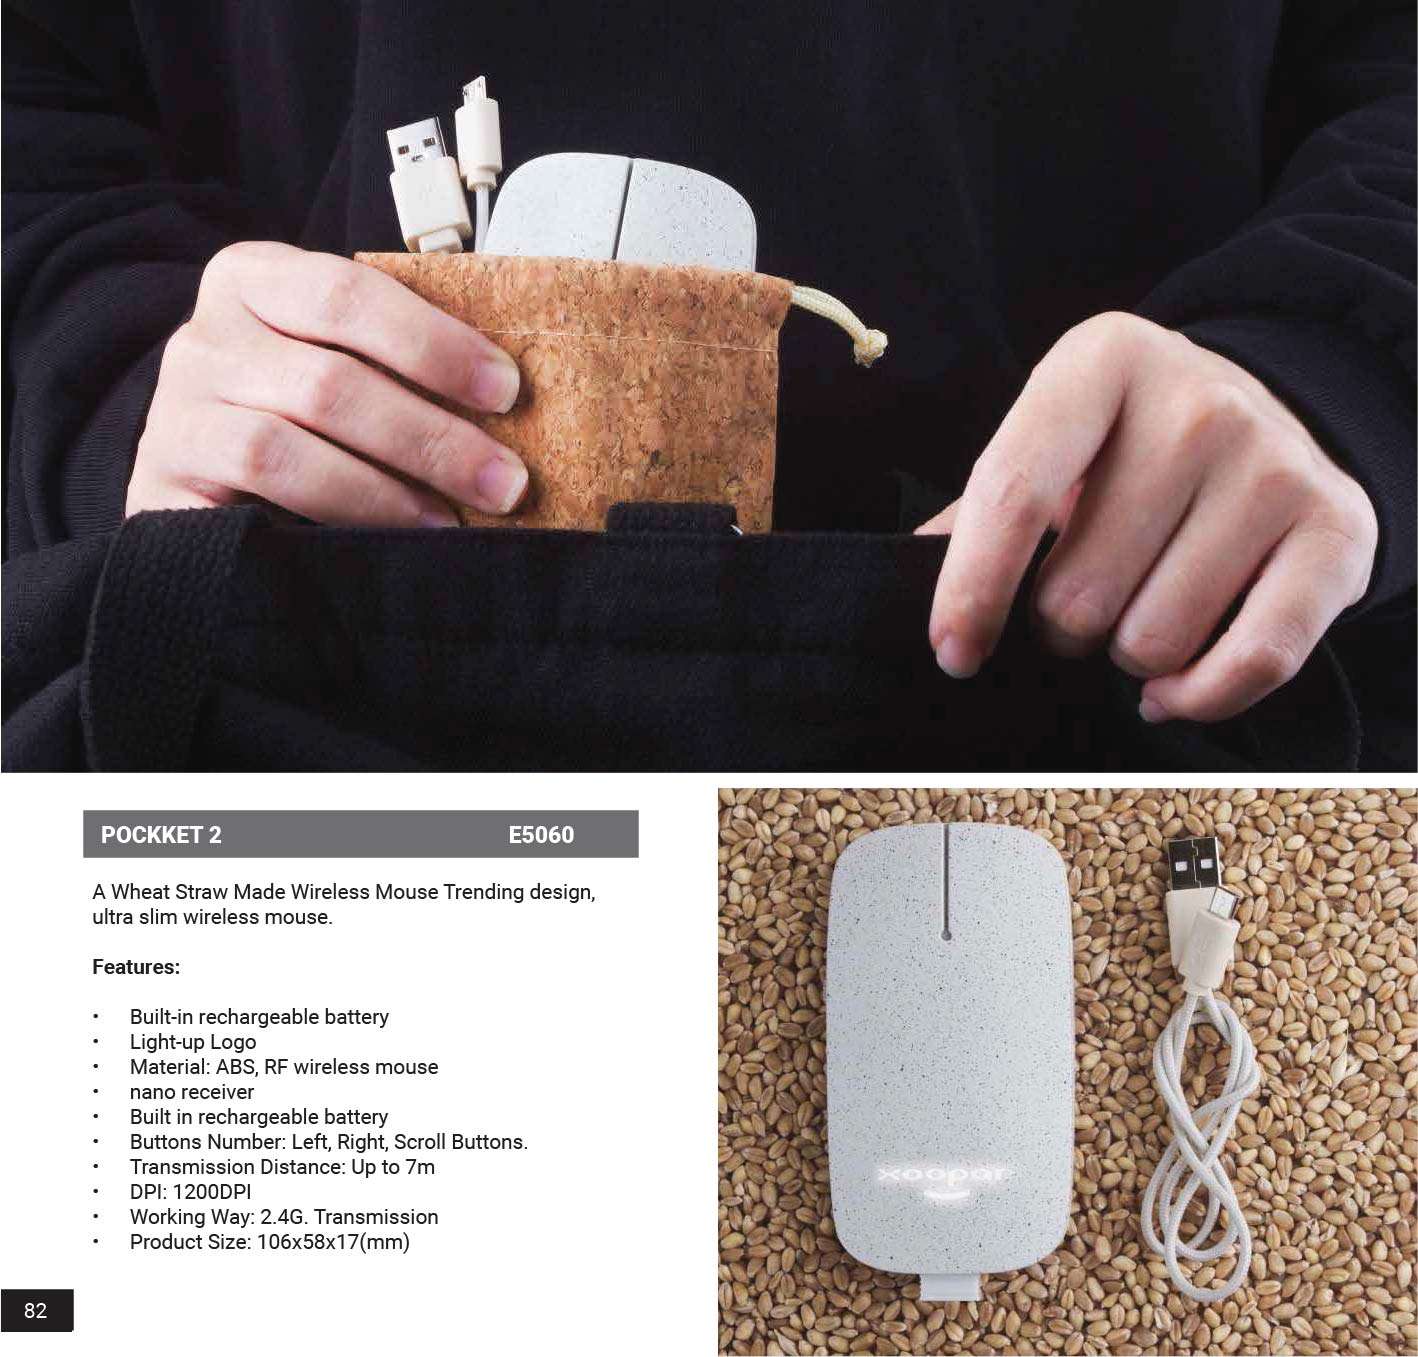 POCKKET 2 E5060
A Wheat Straw Made Wireless Mouse Trending design,
ultra slim wireless mouse.
Features:
• Built-in rechargeable battery
• Light-up Logo
• Material: ABS, RF wireless mouse
• nano receiver
• Built in rechargeable battery
• Buttons Number: Left, Right, Scroll Buttons.
• Transmission Distance: Up to 7m
• DPI: 1200DPI
• Working Way: 2.4G. Transmission
• Product Size: 106x58x17(mm)
xoopar
82